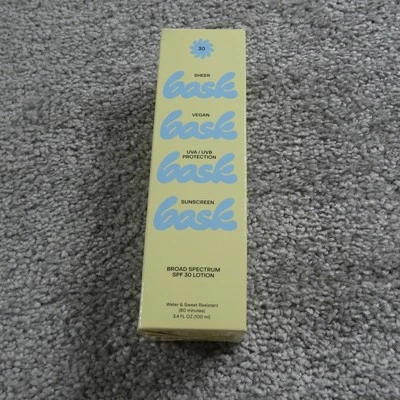 30
SHEER
bask
VEGAN
bask
UVA / UVB
PROTECTION
bask
SUNSCREEN
bask
BROAD SPECTRUM
SPF 30 LOTION
Water & Sweat Resistant
(80 minutes)
3.4 FL OZ (100 ml)